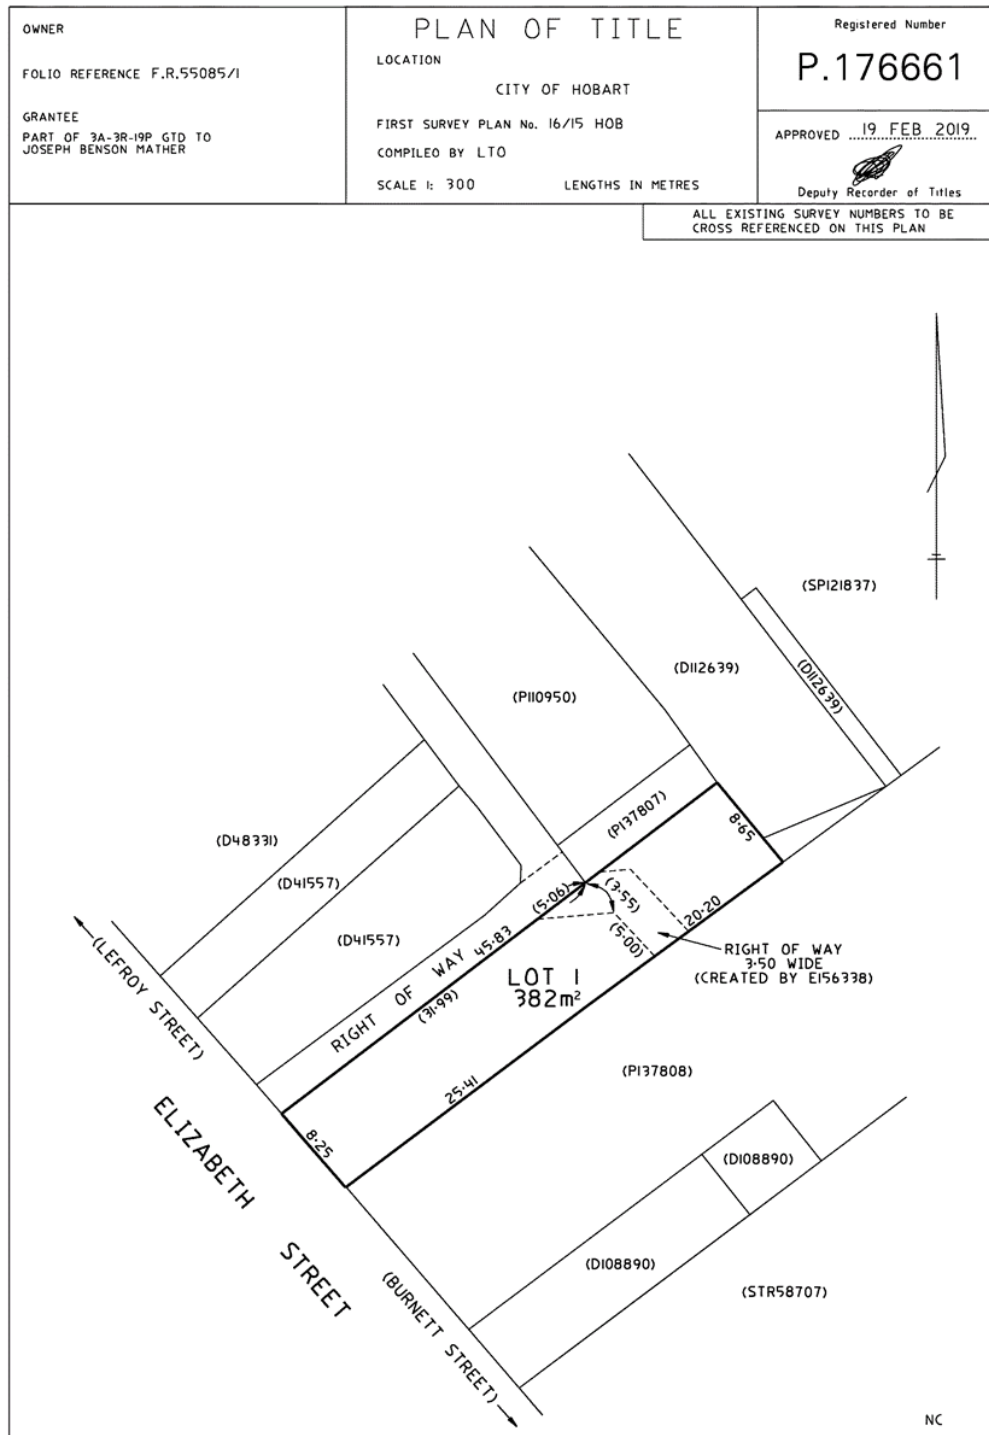 OWNER
FOLIO REFERENCE F.R.55085/1
GRANTEE
PART OF 3A-3R-19P GTD TO
JOSEPH BENSON MATHER
PLAN OF TITLE
LOCATION
CITY OF HOBART
FIRST SURVEY PLAN No. 16/15 HOB
COMPILED BY LTO
SCALE 1: 300 LENGTHS IN METRES
Registered Number
P.176661
APPROVED 19 FEB 2019
Deputy Recorder of Titles
ALL EXISTING SURVEY NUMBERS TO BE
CROSS REFERENCED ON THIS PLAN
(SP121837)
(D112639)
(D112639)
(P110950)
(P137807)
8·65
(D48331)
(D41557)
(D41557)
(5·06)
(3·55)
(5·00)
20·20
RIGHT OF WAY 45·83
(31·99)
LOT 1
382m²
RIGHT OF WAY
3·50 WIDE
(CREATED BY E156338)
(LEFROY STREET)
25·41
8·25
(P137808)
ELIZABETH STREET
(BURNETT STREET)
(D108890)
(D108890)
(STR58707)
NC